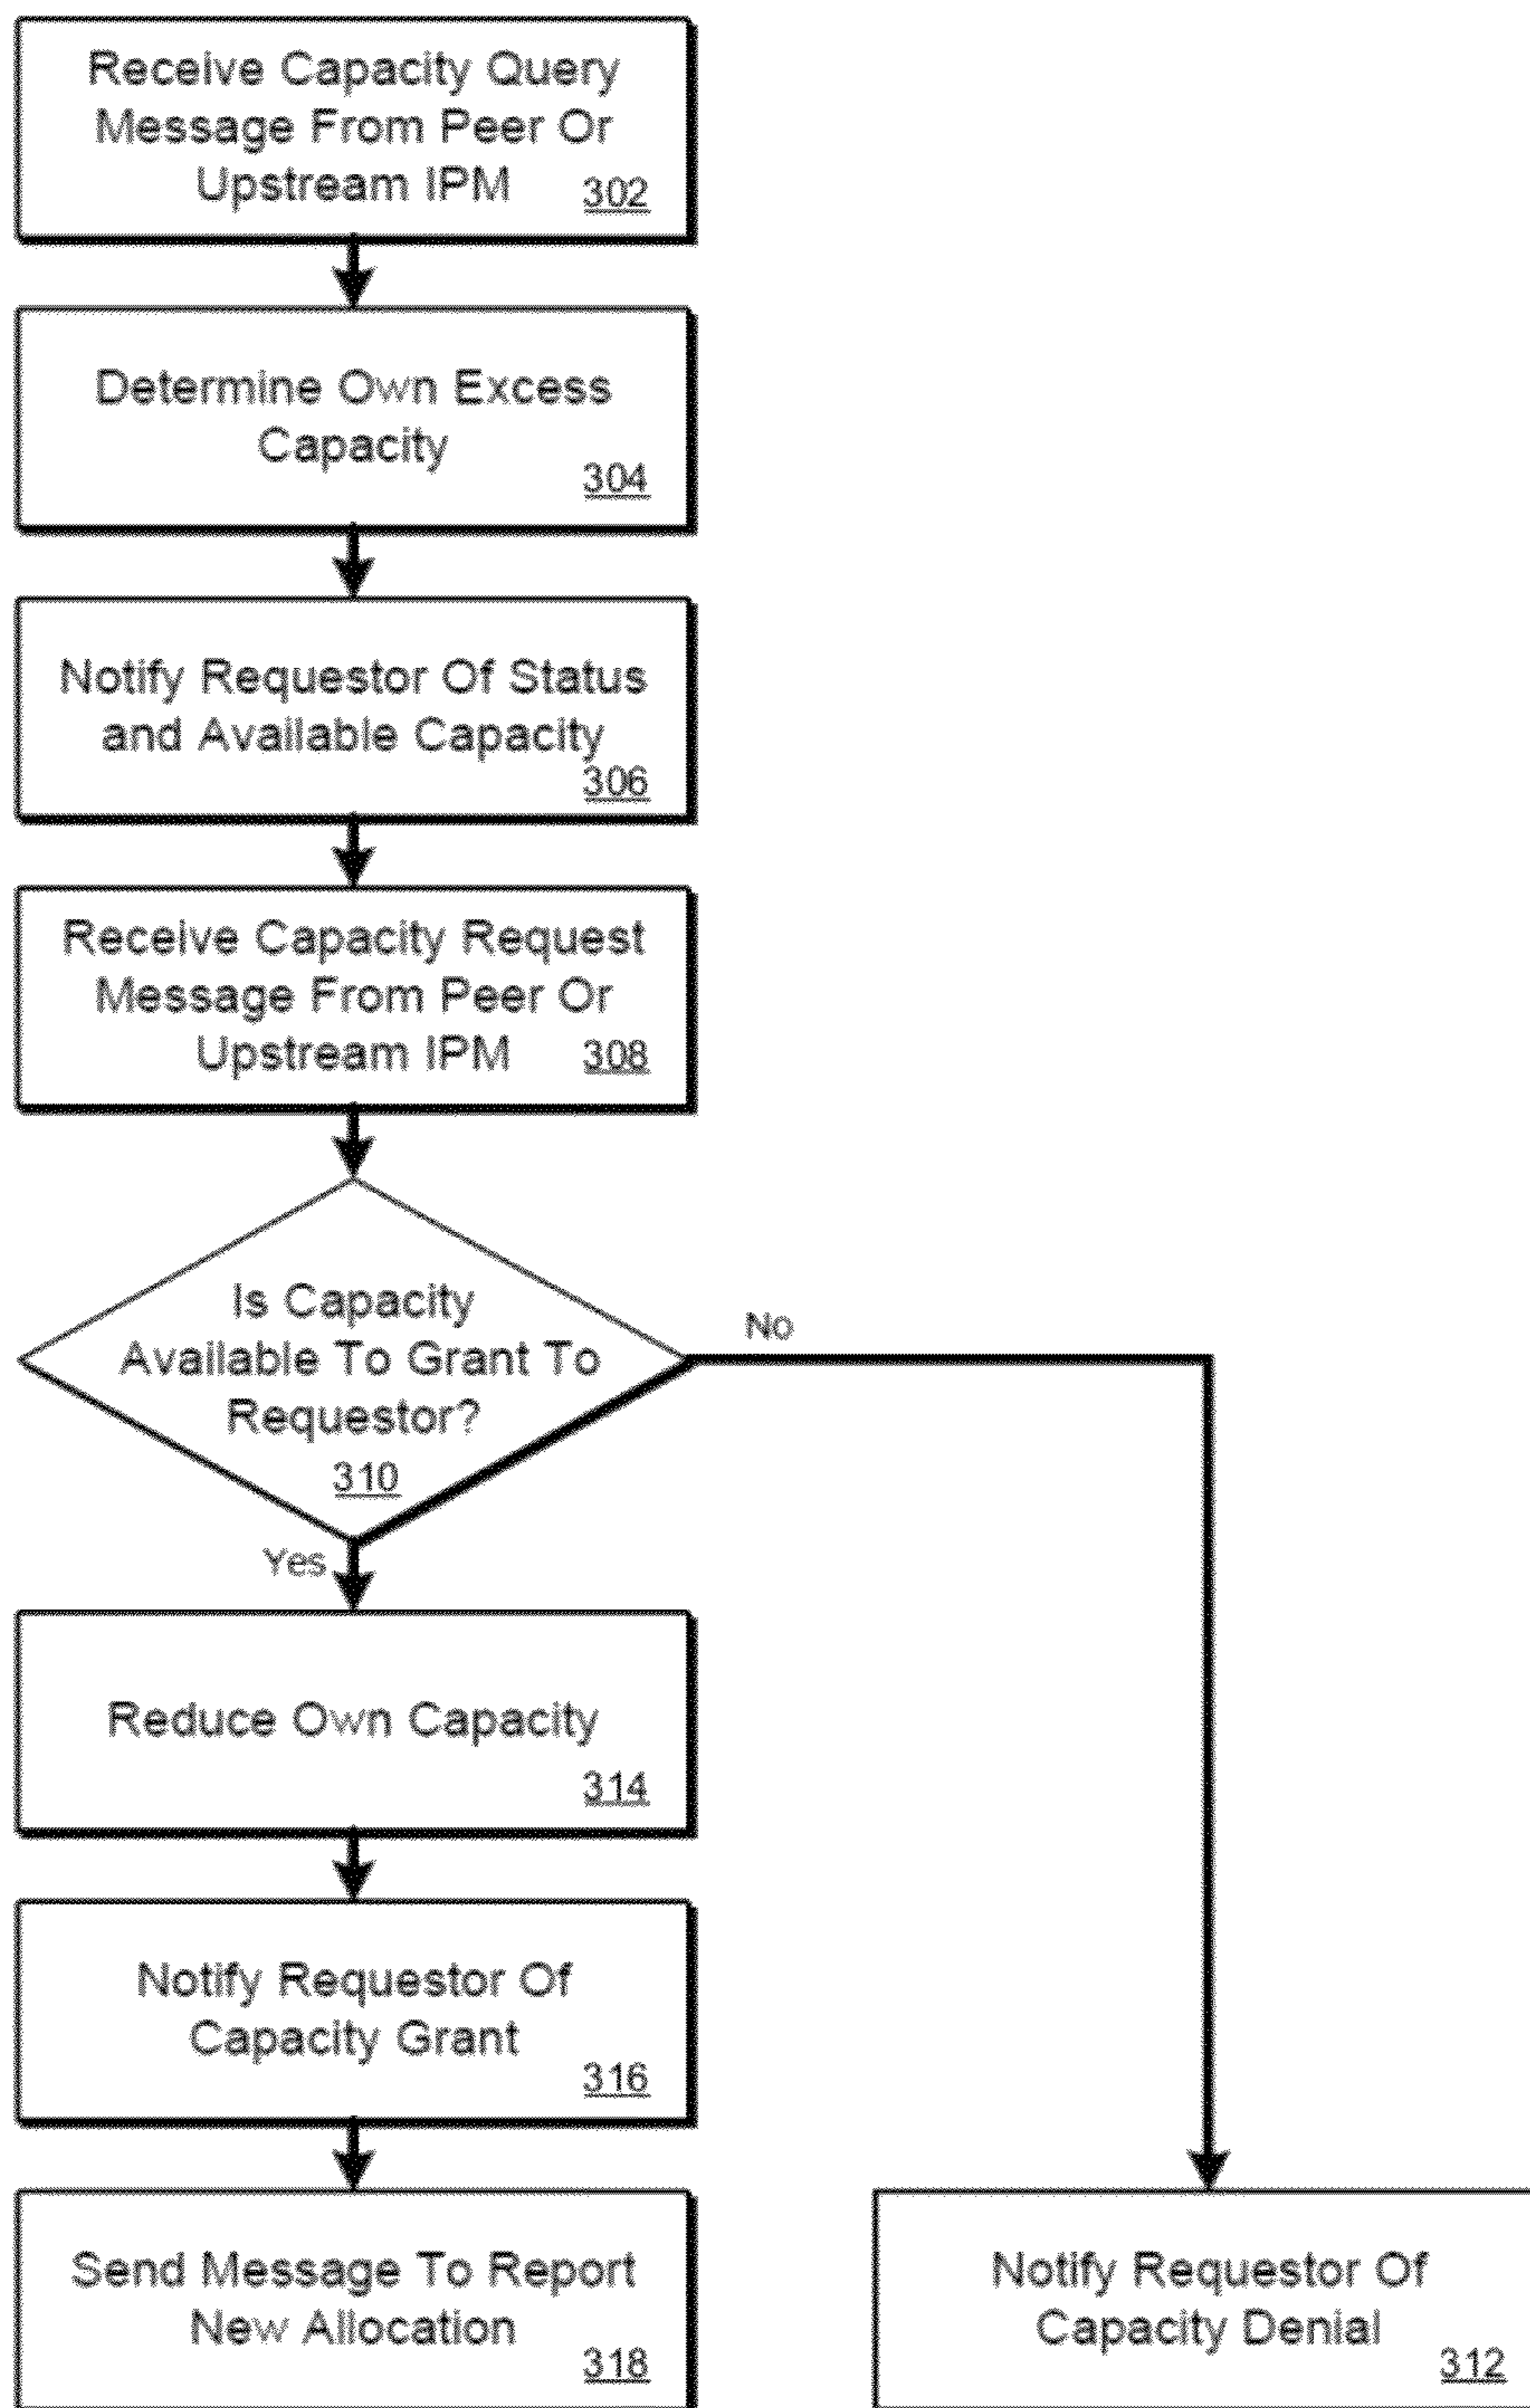 Receive Capacity Query
Message From Peer Or
Upstream IPM
302
Determine Own Excess
Capacity
304
Notify Requestor Of Status
and Available Capacity
306
Receive Capacity Request
Message From Peer Or
Upstream IPM
308
Is Capacity
Available To Grant To
Requestor?
310
No
Yes
Reduce Own Capacity
314
Notify Requestor Of
Capacity Grant
316
Send Message To Report
New Allocation
318
Notify Requestor Of
Capacity Denial
312